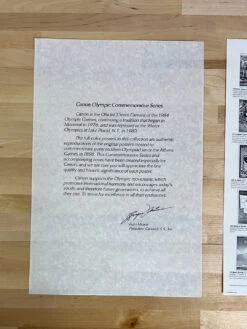 Canon Olympic Commemorative Series
Canon is the Official 35mm Camera of the 1984
Olympic Games, continuing a tradition that began in
Montreal in 1976, and was repeated at the Winter
Olympics at Lake Placid, N.Y. in 1980.
The full color posters in this collection are authentic
reproductions of the original posters created to
commemorate every modern Olympiad since the Athens
Games in 1896. This Commemorative Series and
accompanying were been created especially for
Canon, and we are sure you will appreciate the fine
quality and historic significance of each poster.
Canon supports the Olympic movement, which
promotes international harmony and encourages today's
youth, and therefore future generations, to achieve all
they can. To strive for excellence in all their endeavors.
President, Canon U.S.A., Inc.